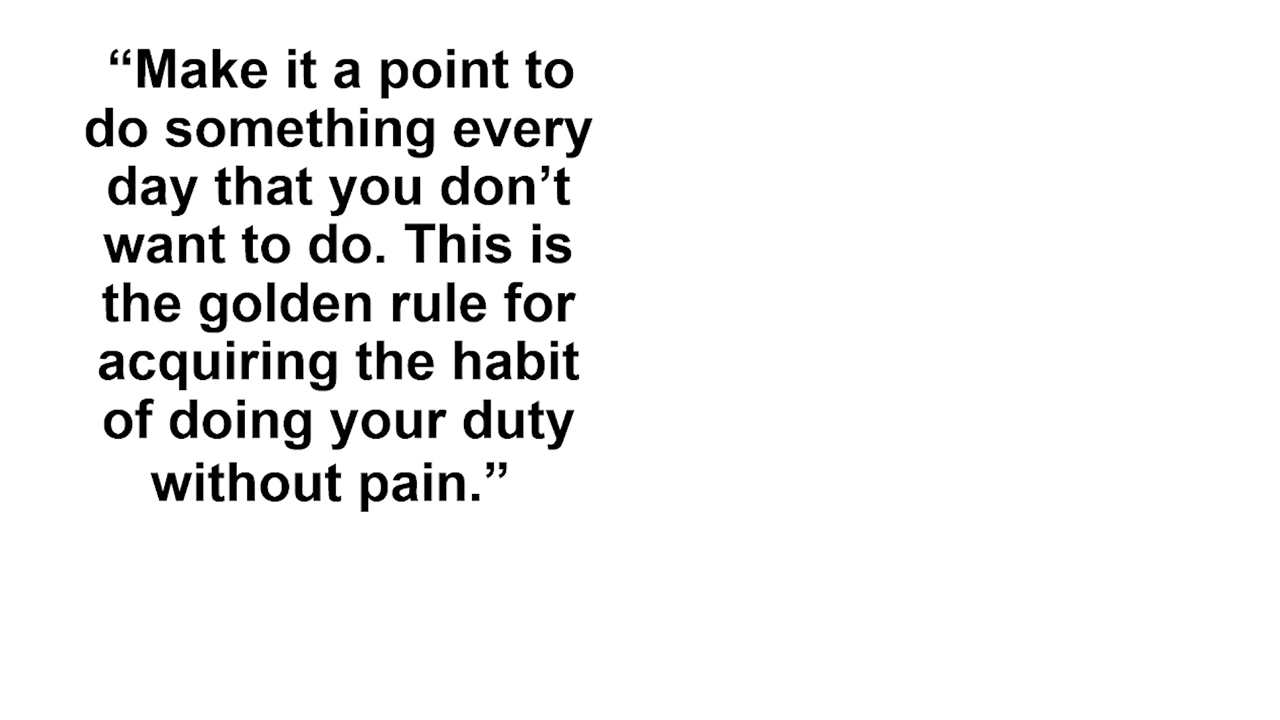 “Make it a point to
do something every
day that you don’t
want to do. This is
the golden rule for
acquiring the habit
of doing your duty
without pain.”